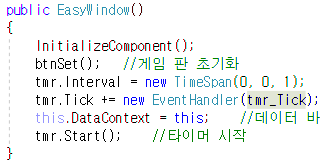 public EasyWindow()
{
InitializeComponent();
btnSet(); //게임 판 초기화
tmr.Interval = new TimeSpan(0, 0, 1);
tmr.Tick += new EventHandler(tmr_Tick);
this.DataContext = this; //데이터 바
tmr.Start(); //타이머 시작
}